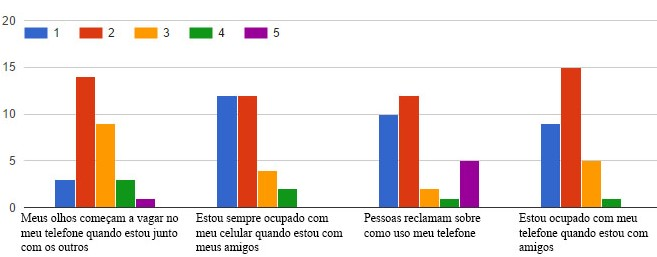 20
1 2 3 4 5
15
10
5
0
Meus olhos começam a vagar no
meu telefone quando estou junto
com os outros
Estou sempre ocupado com
meu celular quando estou com
meus amigos
Pessoas reclamam sobre
como uso meu telefone
Estou ocupado com meu
telefone quando estou com
amigos